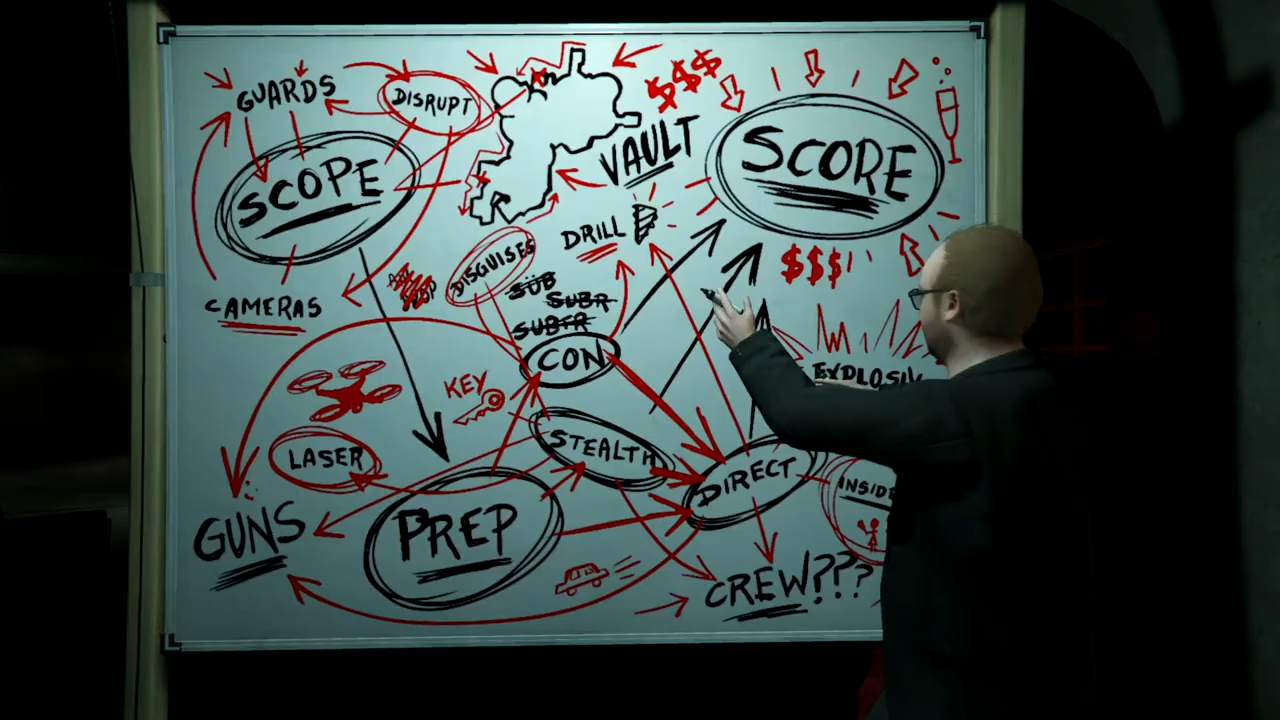 GUARDS
DISRUPT
$$$
SCOPE
VAULT
SCORE
DRILL
DISGUISES
CAMERAS
SUB
SUBR
SUBTR
$$$
CON
EXPLOSIV
KEY
STEALTH
LASER
DIRECT
INSIDE
GUNS
PREP
CREW???